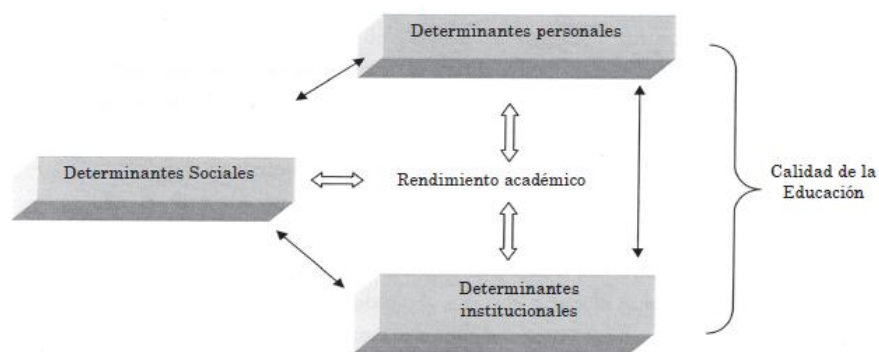 Determinantes personales
Determinantes Sociales
Rendimiento académico
Calidad de la
Educación
Determinantes
institucionales